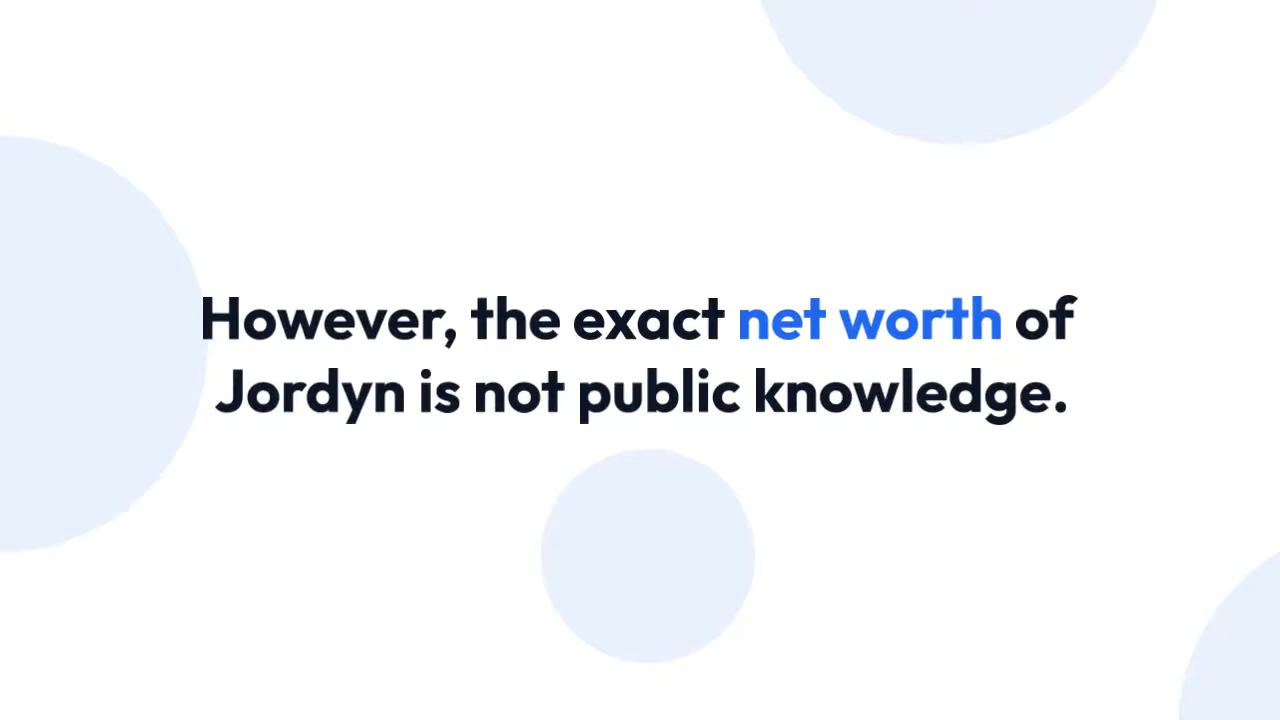 However, the exact net worth of
Jordyn is not public knowledge.